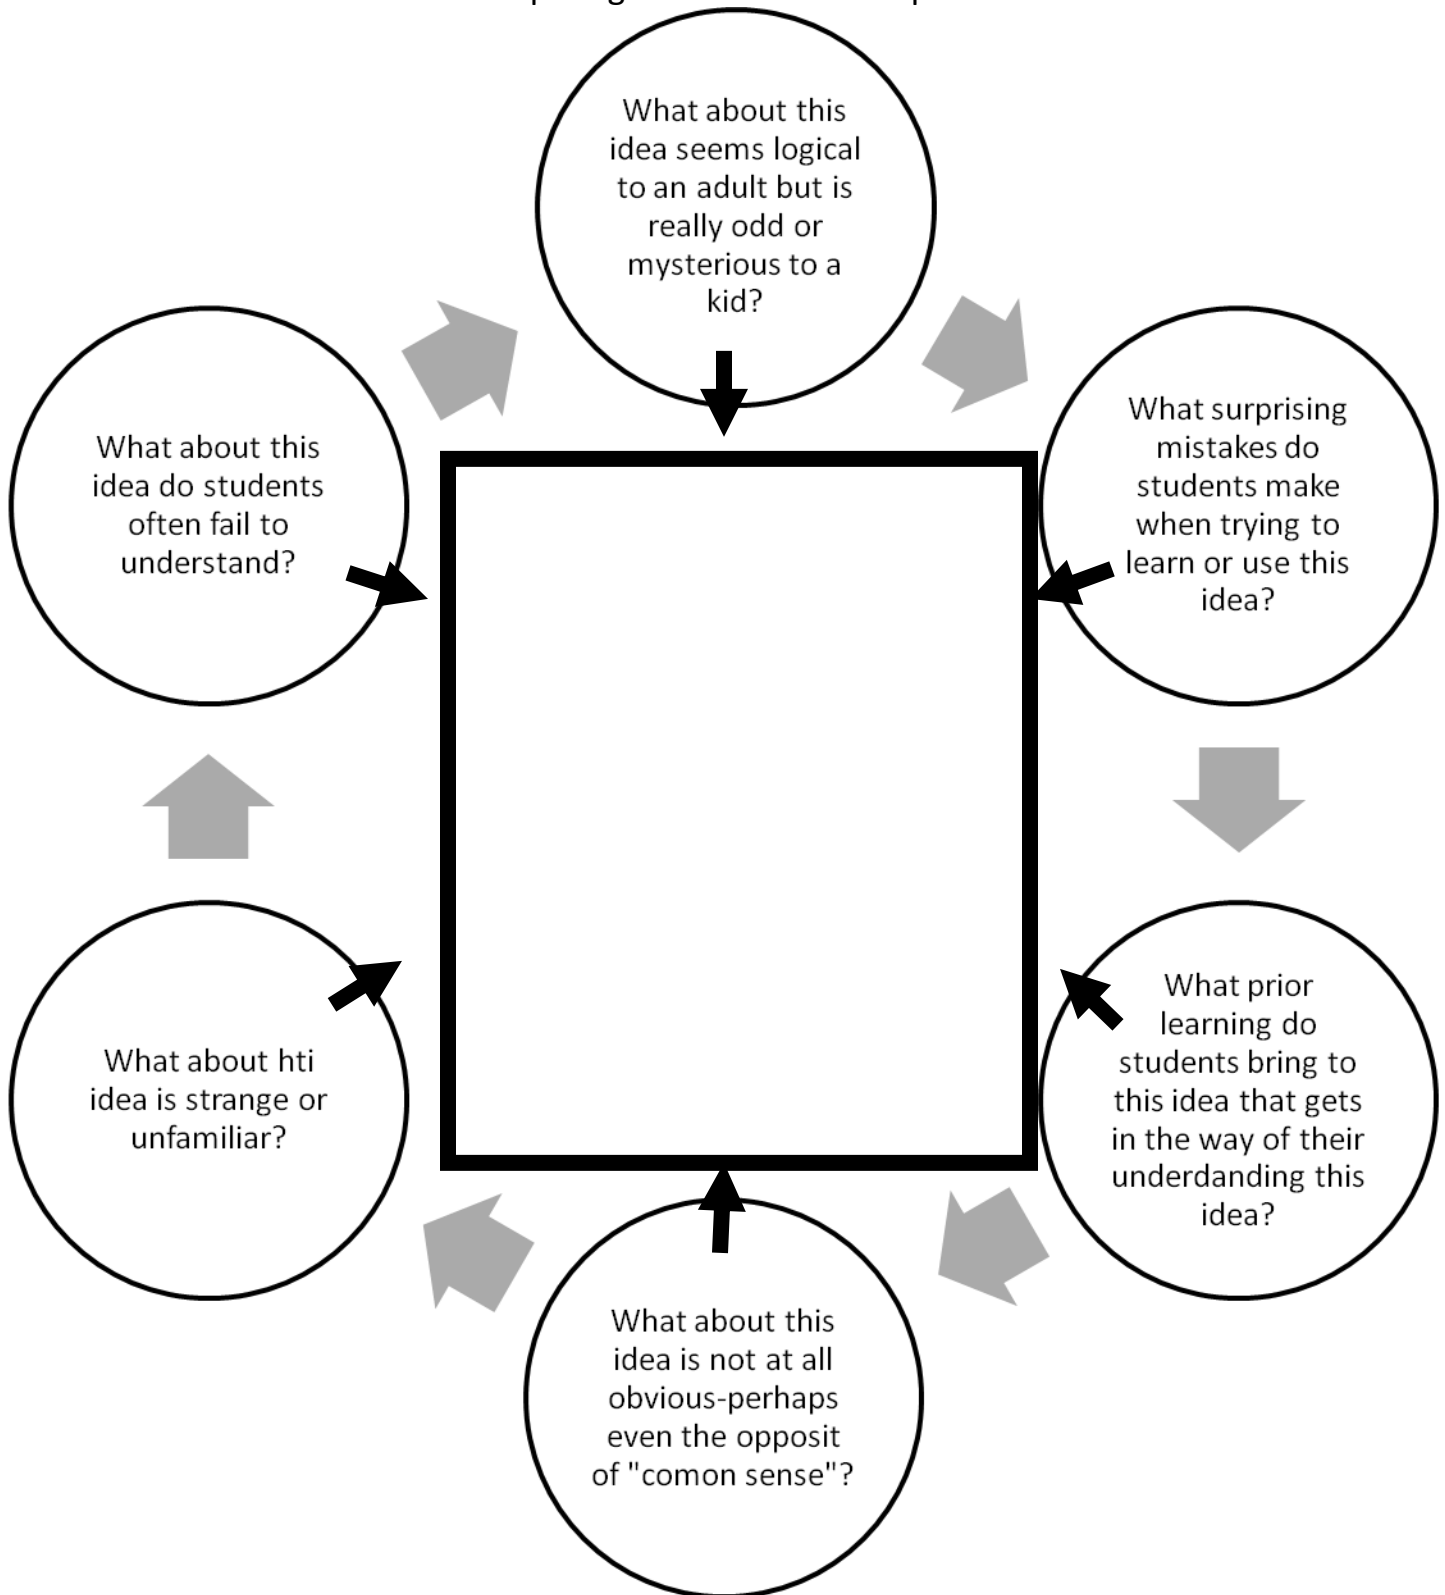 What about this
idea seems logical
to an adult but is
really odd or
mysterious to a
kid?
What surprising
mistakes do
students make
when trying to
learn or use this
idea?
What prior
learning do
students bring to
this idea that gets
in the way of their
underdanding this
idea?
What about this
idea is not at all
obvious-perhaps
even the opposit
of "comon sense"?
What about hti
idea is strange or
unfamiliar?
What about this
idea do students
often fail to
understand?